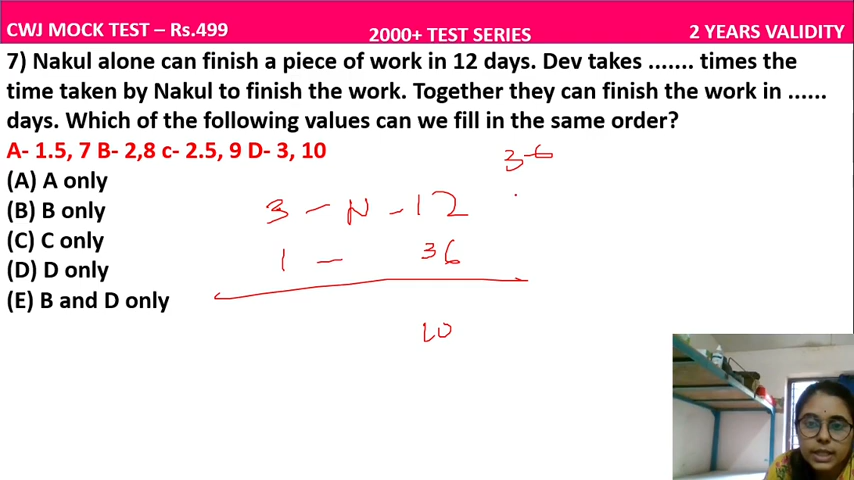 CWJ MOCK TEST – Rs.499
2000+ TEST SERIES
2 YEARS VALIDITY
7) Nakul alone can finish a piece of work in 12 days. Dev takes ....... times the
time taken by Nakul to finish the work. Together they can finish the work in ......
days. Which of the following values can we fill in the same order?
A- 1.5, 7 B- 2,8 c- 2.5, 9 D- 3, 10
(A) A only
(B) B only
(C) C only
(D) D only
(E) B and D only
36
3 - N - 12
1 - 36
10